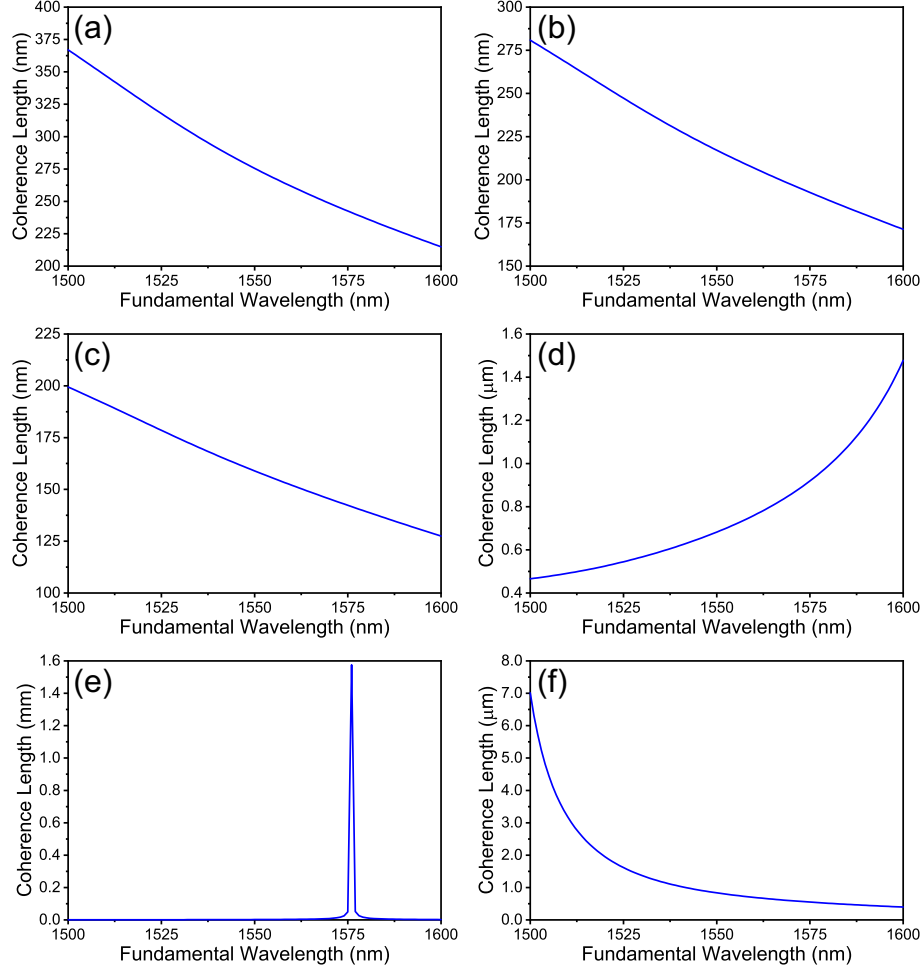 (a)
400
375
350
325
300
275
250
225
200
Coherence Length (nm)
1500 1525 1550 1575 1600
Fundamental Wavelength (nm)
(b)
300
275
250
225
200
175
150
Coherence Length (nm)
1500 1525 1550 1575 1600
Fundamental Wavelength (nm)
(c)
225
200
175
150
125
100
Coherence Length (nm)
1500 1525 1550 1575 1600
Fundamental Wavelength (nm)
(d)
1.6
1.4
1.2
1.0
0.8
0.6
0.4
Coherence Length (μm)
1500 1525 1550 1575 1600
Fundamental Wavelength (nm)
(e)
1.6
1.4
1.2
1.0
0.8
0.6
0.4
0.2
0.0
Coherence Length (mm)
1500 1525 1550 1575 1600
Fundamental Wavelength (nm)
(f)
8.0
7.0
6.0
5.0
4.0
3.0
2.0
1.0
0.0
Coherence Length (μm)
1500 1525 1550 1575 1600
Fundamental Wavelength (nm)